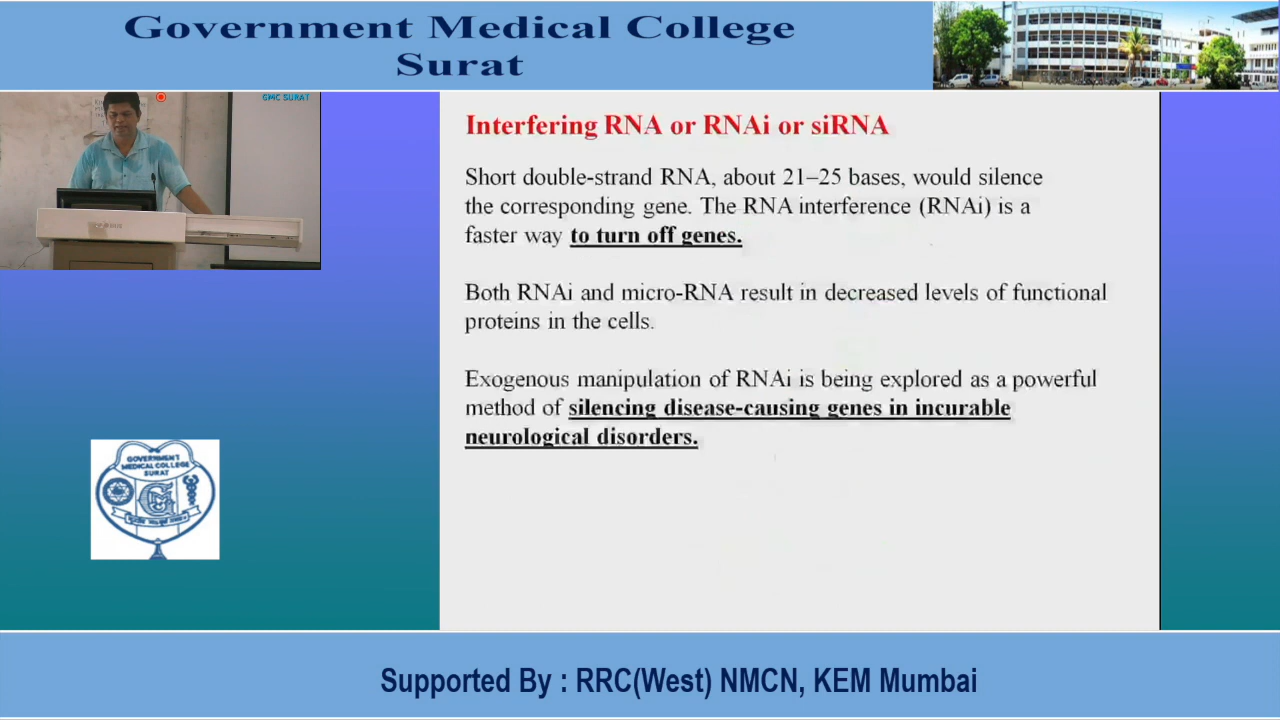 Government Medical College
Surat
GMC SURAT
Interfering RNA or RNAi or siRNA
Short double-strand RNA, about 21–25 bases, would silence
the corresponding gene. The RNA interference (RNAi) is a
faster way to turn off genes.
Both RNAi and micro-RNA result in decreased levels of functional
proteins in the cells.
Exogenous manipulation of RNAi is being explored as a powerful
method of silencing disease-causing genes in incurable
neurological disorders.
GOVERNMENT
MEDICAL COLLEGE
SURAT
Supported By : RRC(West) NMCN, KEM Mumbai